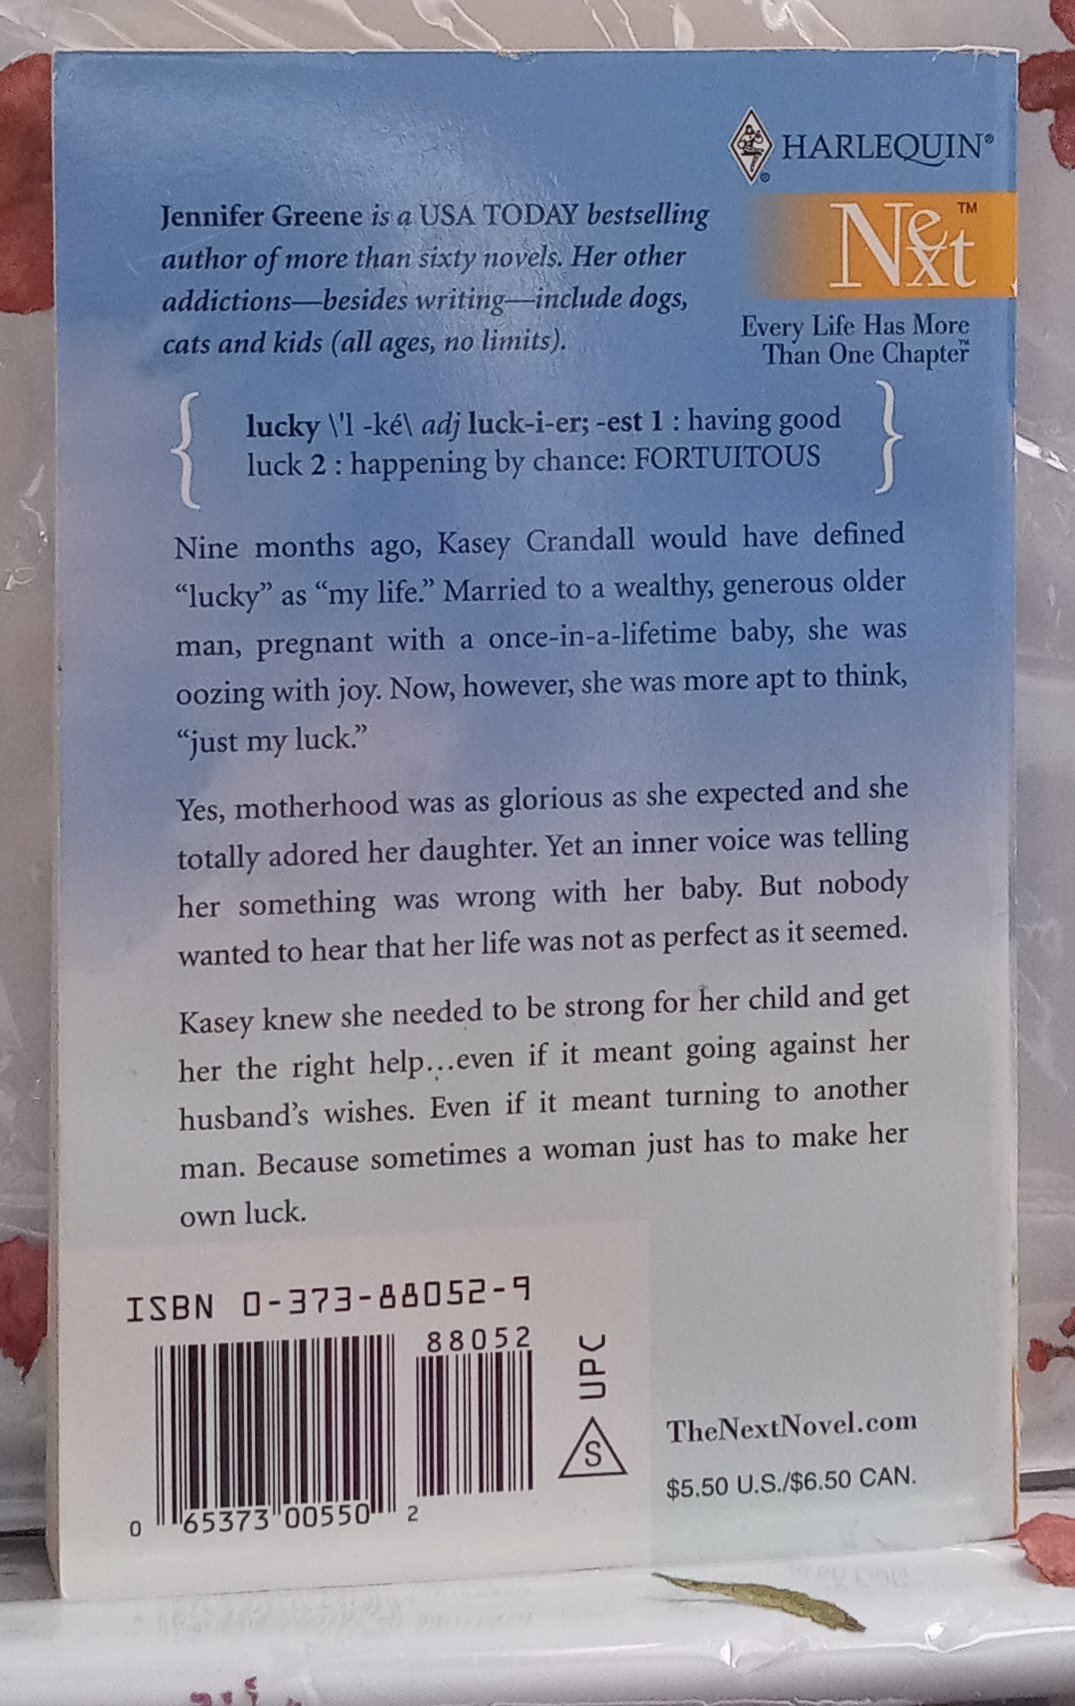 HARLEQUIN®
Next™
Every Life Has More
Than One Chapter™
Jennifer Greene is a USA TODAY bestselling
author of more than sixty novels. Her other
addictions—besides writing—include dogs,
cats and kids (all ages, no limits).
lucky \'l -ké\ adj luck-i-er; -est 1 : having good
luck 2 : happening by chance: FORTUITOUS
Nine months ago, Kasey Crandall would have defined
“lucky” as “my life.” Married to a wealthy, generous older
man, pregnant with a once-in-a-lifetime baby, she was
oozing with joy. Now, however, she was more apt to think,
“just my luck.”
Yes, motherhood was as glorious as she expected and she
totally adored her daughter. Yet an inner voice was telling
her something was wrong with her baby. But nobody
wanted to hear that her life was not as perfect as it seemed.
Kasey knew she needed to be strong for her child and get
her the right help...even if it meant going against her
husband’s wishes. Even if it meant turning to another
man. Because sometimes a woman just has to make her
own luck.
ISBN 0-373-88052-9
88052
0 65373 00550 2
UPC
S
TheNextNovel.com
$5.50 U.S./$6.50 CAN.